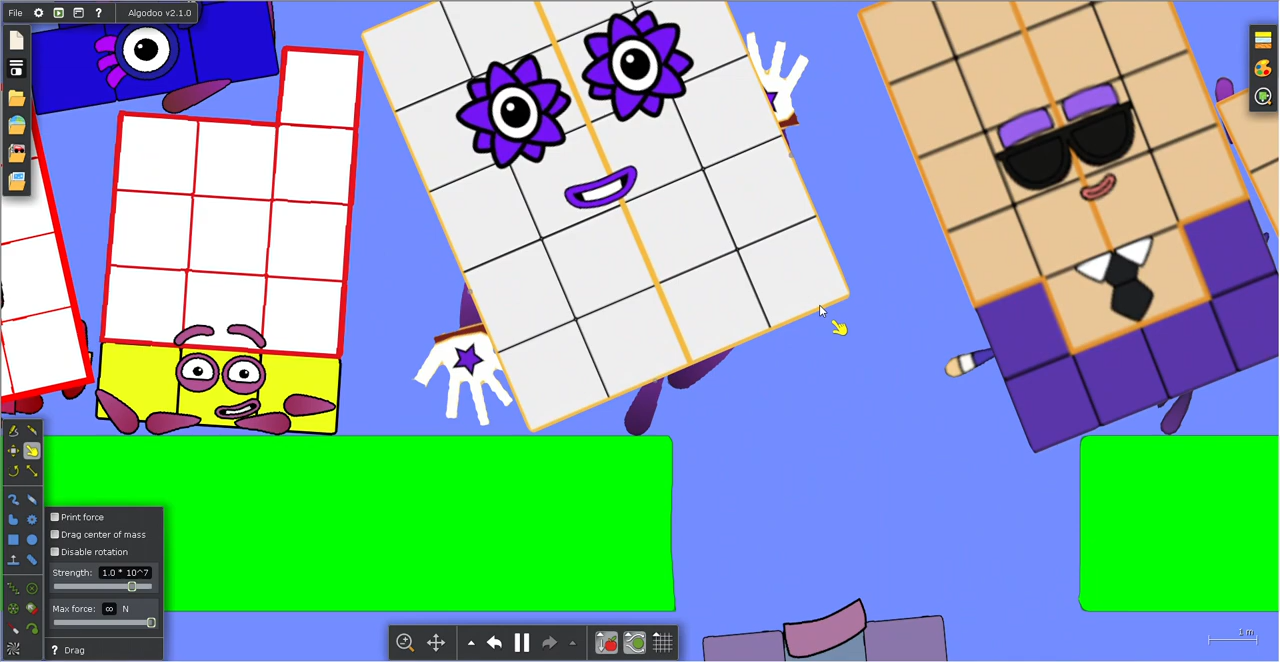 File ? Algodoo v2.1.0
Print force
Drag center of mass
Disable rotation
Strength: 1.0 * 10^7
Max force: ∞ N
? Drag
1 m